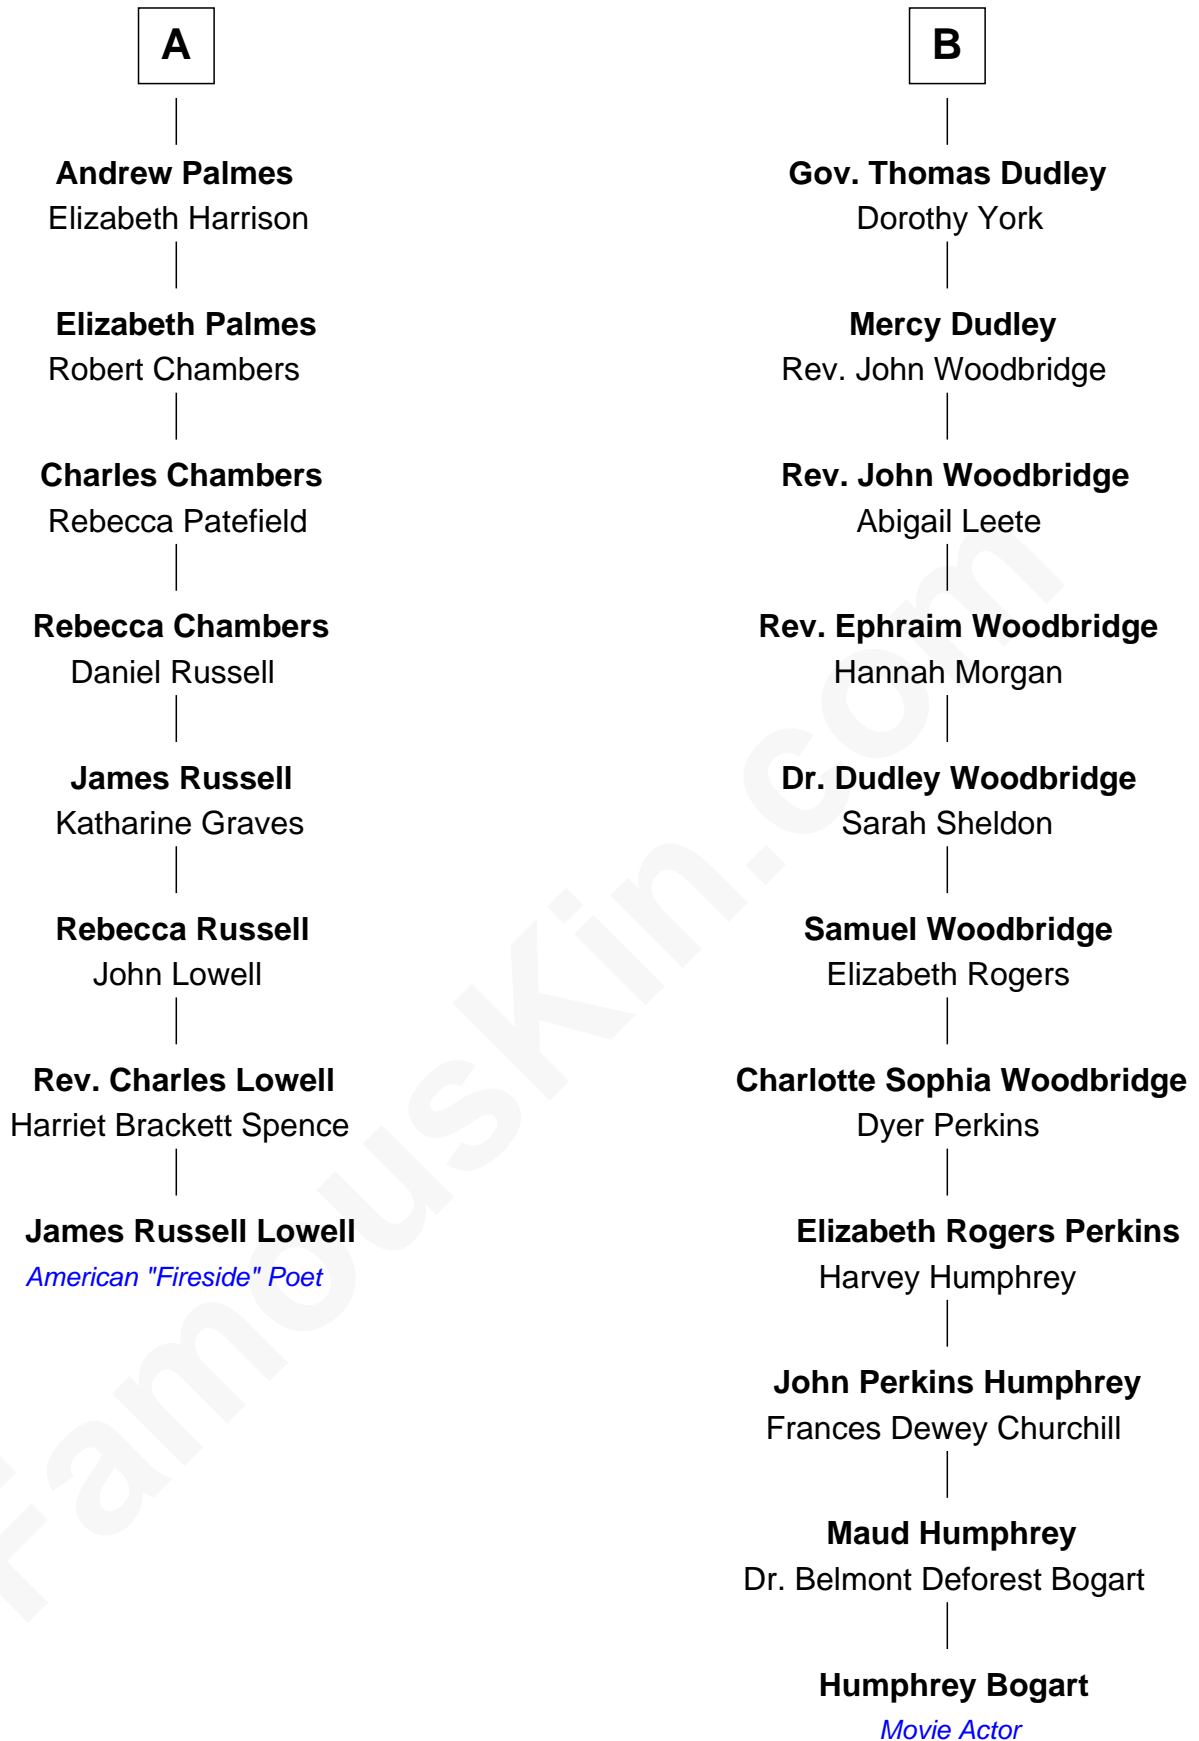 A
Andrew Palmes
Elizabeth Harrison
Elizabeth Palmes
Robert Chambers
Charles Chambers
Rebecca Patefield
Rebecca Chambers
Daniel Russell
James Russell
Katharine Graves
Rebecca Russell
John Lowell
Rev. Charles Lowell
Harriet Brackett Spence
James Russell Lowell
American "Fireside" Poet
B
Gov. Thomas Dudley
Dorothy York
Mercy Dudley
Rev. John Woodbridge
Rev. John Woodbridge
Abigail Leete
Rev. Ephraim Woodbridge
Hannah Morgan
Dr. Dudley Woodbridge
Sarah Sheldon
Samuel Woodbridge
Elizabeth Rogers
Charlotte Sophia Woodbridge
Dyer Perkins
Elizabeth Rogers Perkins
Harvey Humphrey
John Perkins Humphrey
Frances Dewey Churchill
Maud Humphrey
Dr. Belmont Deforest Bogart
Humphrey Bogart
Movie Actor
FamousKin.com